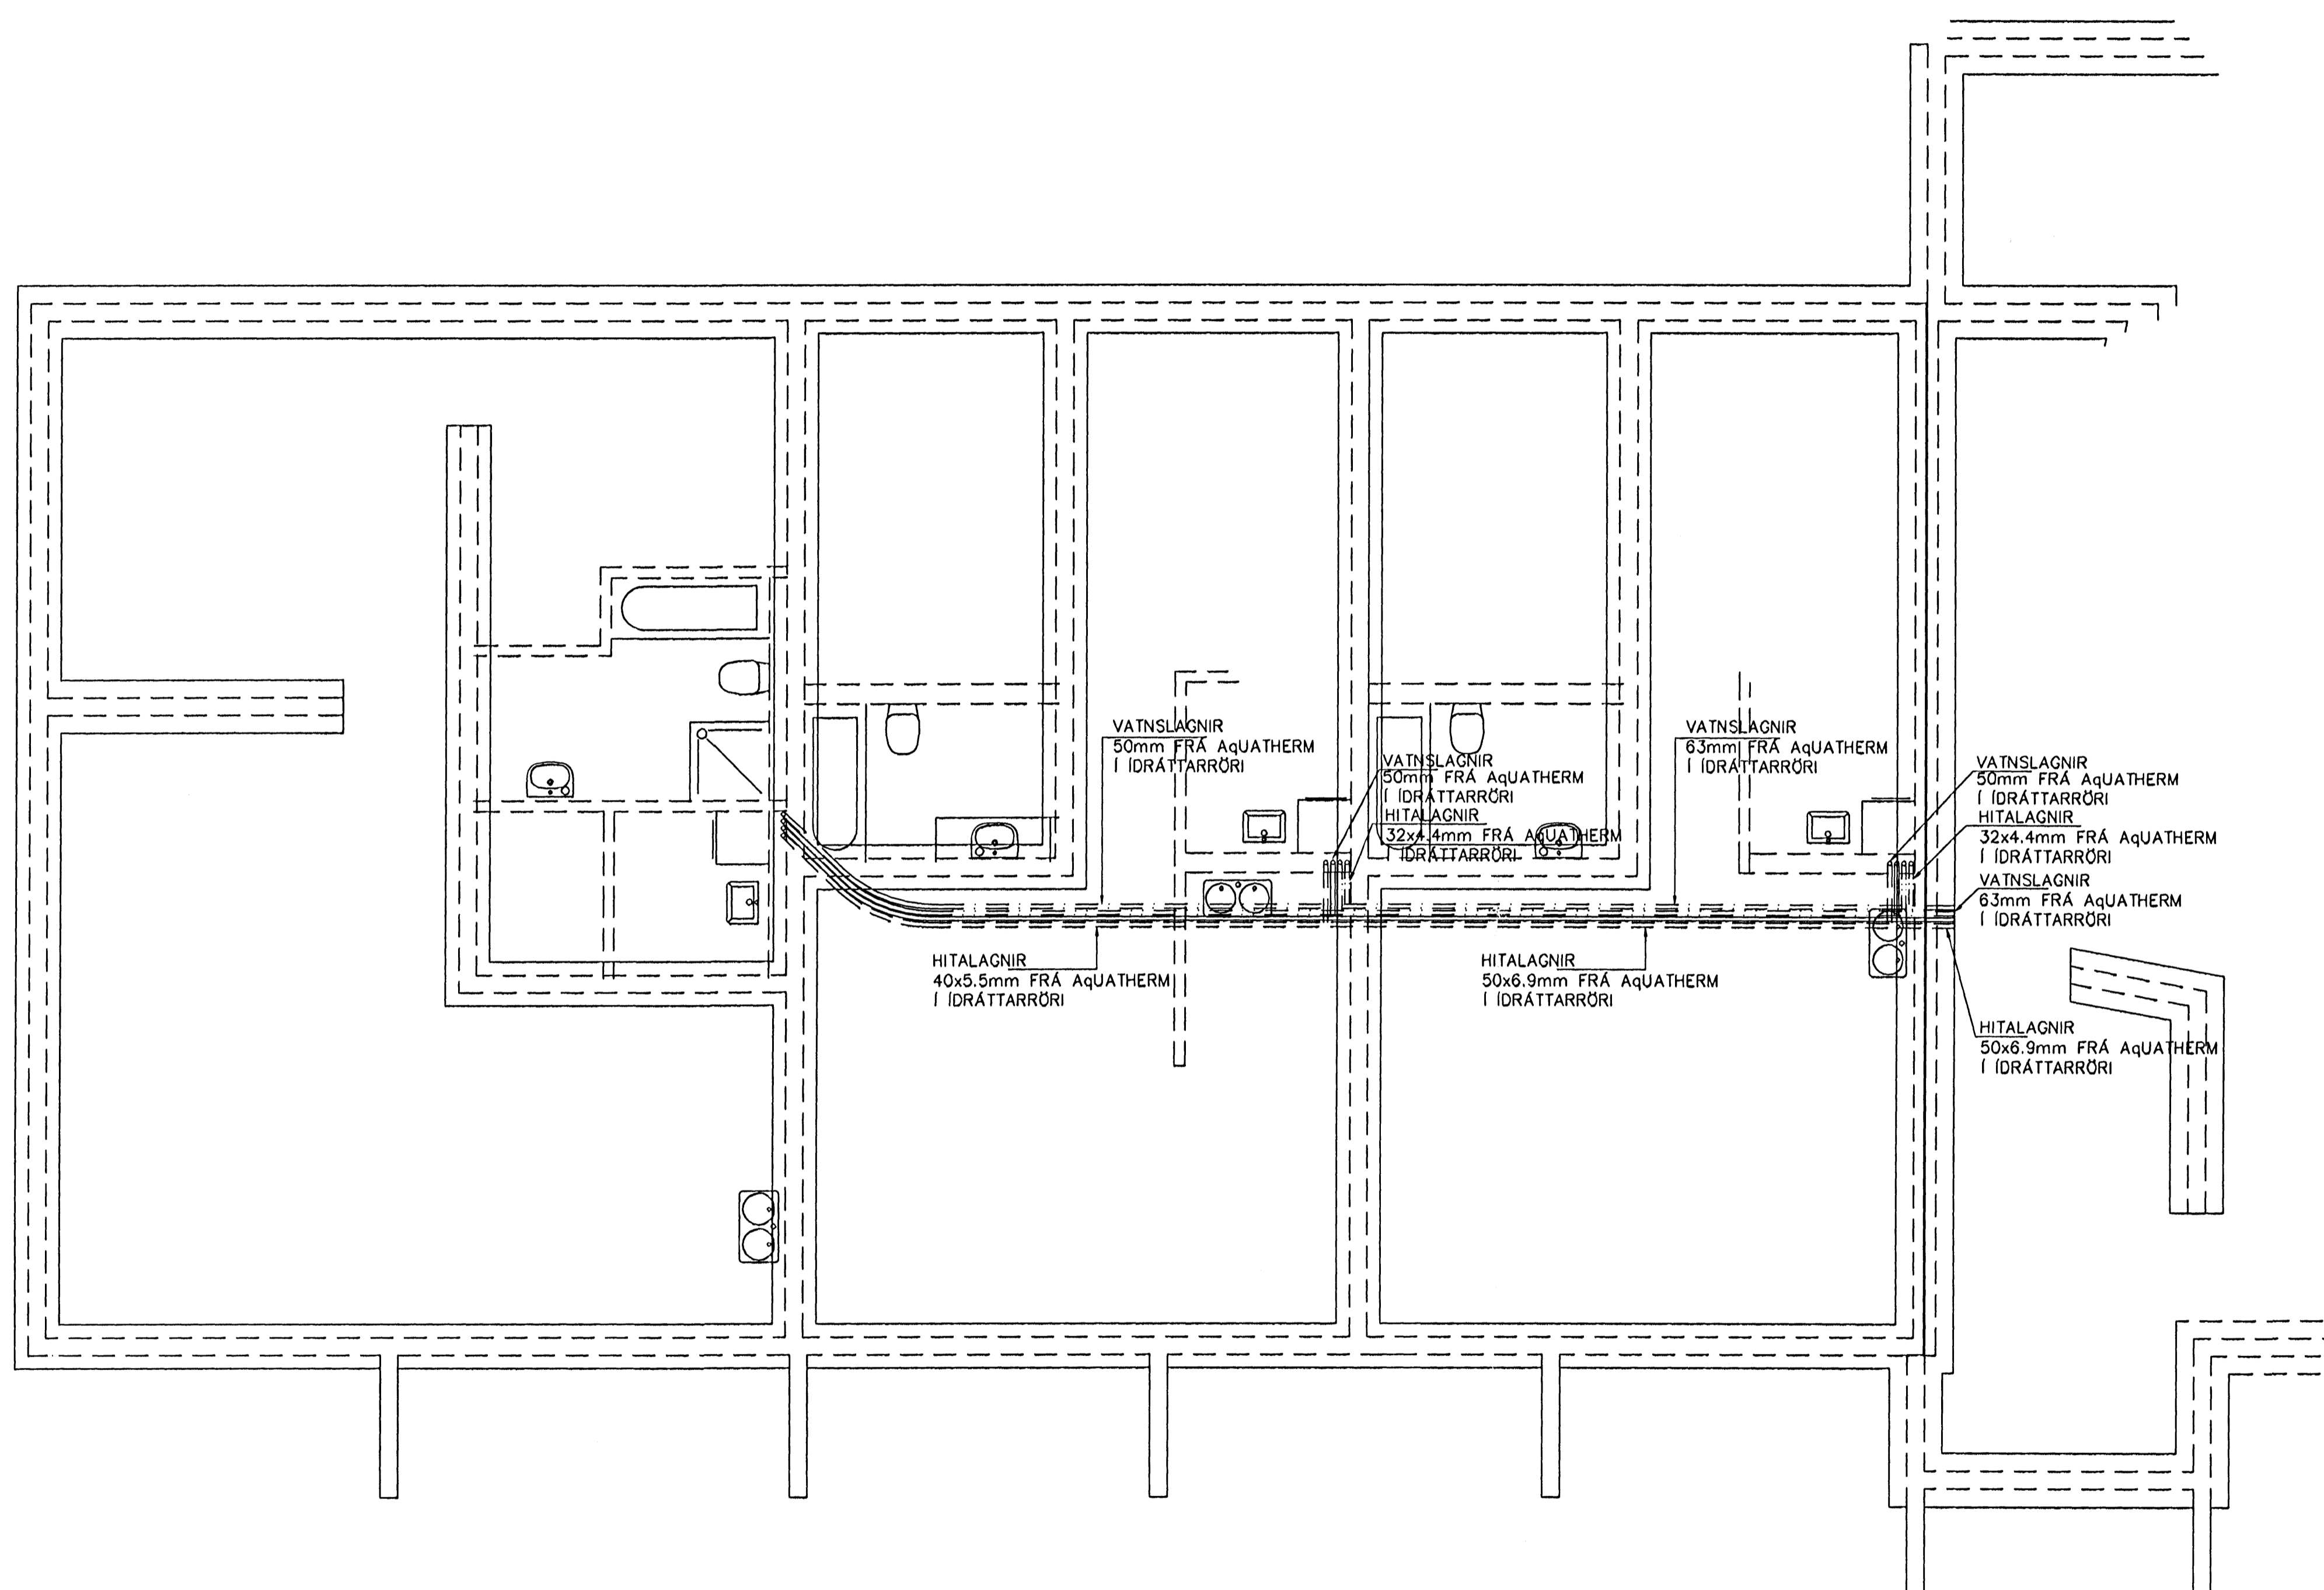 VATNSLAGNIR
50mm FRÁ AqUATHERM
Í ÍDRÁTTARRÖRI
VATNSLAGNIR
50mm FRÁ AqUATHERM
Í ÍDRÁTTARRÖRI
HITALAGNIR
32x4.4mm FRÁ AqUATHERM
Í ÍDRÁTTARRÖRI
VATNSLAGNIR
63mm FRÁ AqUATHERM
Í ÍDRÁTTARRÖRI
VATNSLAGNIR
50mm FRÁ AqUATHERM
Í ÍDRÁTTARRÖRI
HITALAGNIR
32x4.4mm FRÁ AqUATHERM
Í ÍDRÁTTARRÖRI
VATNSLAGNIR
63mm FRÁ AqUATHERM
Í ÍDRÁTTARRÖRI
HITALAGNIR
40x5.5mm FRÁ AqUATHERM
Í ÍDRÁTTARRÖRI
HITALAGNIR
50x6.9mm FRÁ AqUATHERM
Í ÍDRÁTTARRÖRI
HITALAGNIR
50x6.9mm FRÁ AqUATHERM
Í ÍDRÁTTARRÖRI